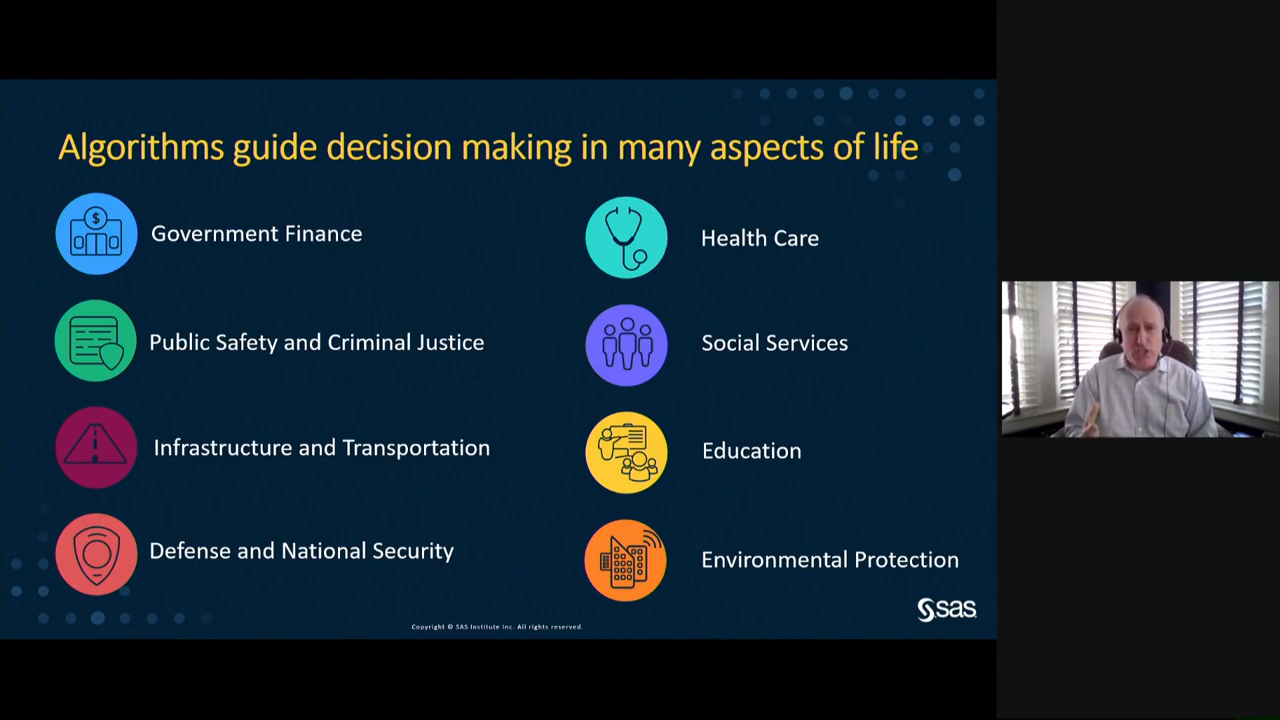 Algorithms guide decision making in many aspects of life
$
Government Finance
Public Safety and Criminal Justice
Infrastructure and Transportation
Defense and National Security
Health Care
Social Services
Education
Environmental Protection
sas
Copyright © SAS Institute Inc. All rights reserved.